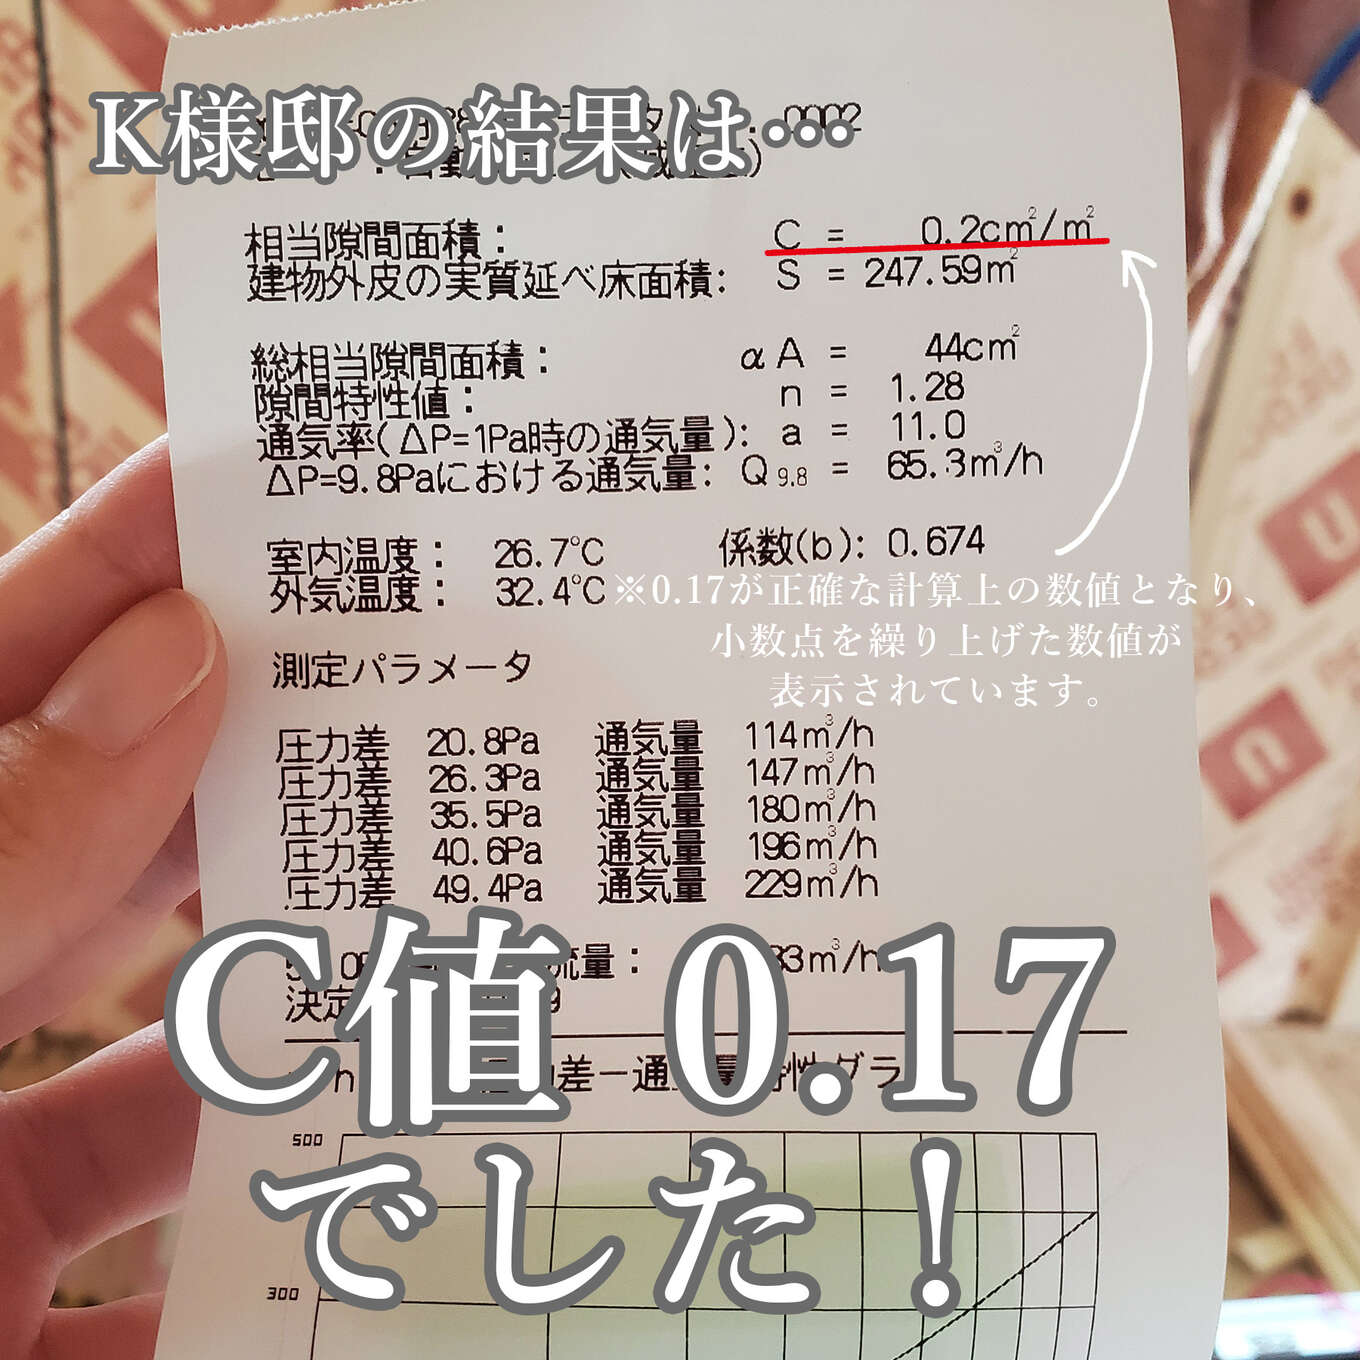 K様邸の結果は…
相当隙間面積： C = 0.2cm²/m²
建物外皮の実質延べ床面積： S = 247.59m²
総相当隙間面積： αA = 44cm²
隙間特性値： n = 1.28
通気率(ΔP=1Pa時の通気量)： a = 11.0
ΔP=9.8Paにおける通気量： Q9.8 = 65.3m³/h
室内温度： 26.7℃ 係数(b)： 0.674
外気温度： 32.4℃
※0.17が正確な計算上の数値となり、
小数点を繰り上げた数値が
表示されています。
測定パラメータ
圧力差 20.8Pa 通気量 114m³/h
圧力差 26.3Pa 通気量 147m³/h
圧力差 35.5Pa 通気量 180m³/h
圧力差 40.6Pa 通気量 196m³/h
圧力差 49.4Pa 通気量 229m³/h
C値 0.17
でした！
500
300